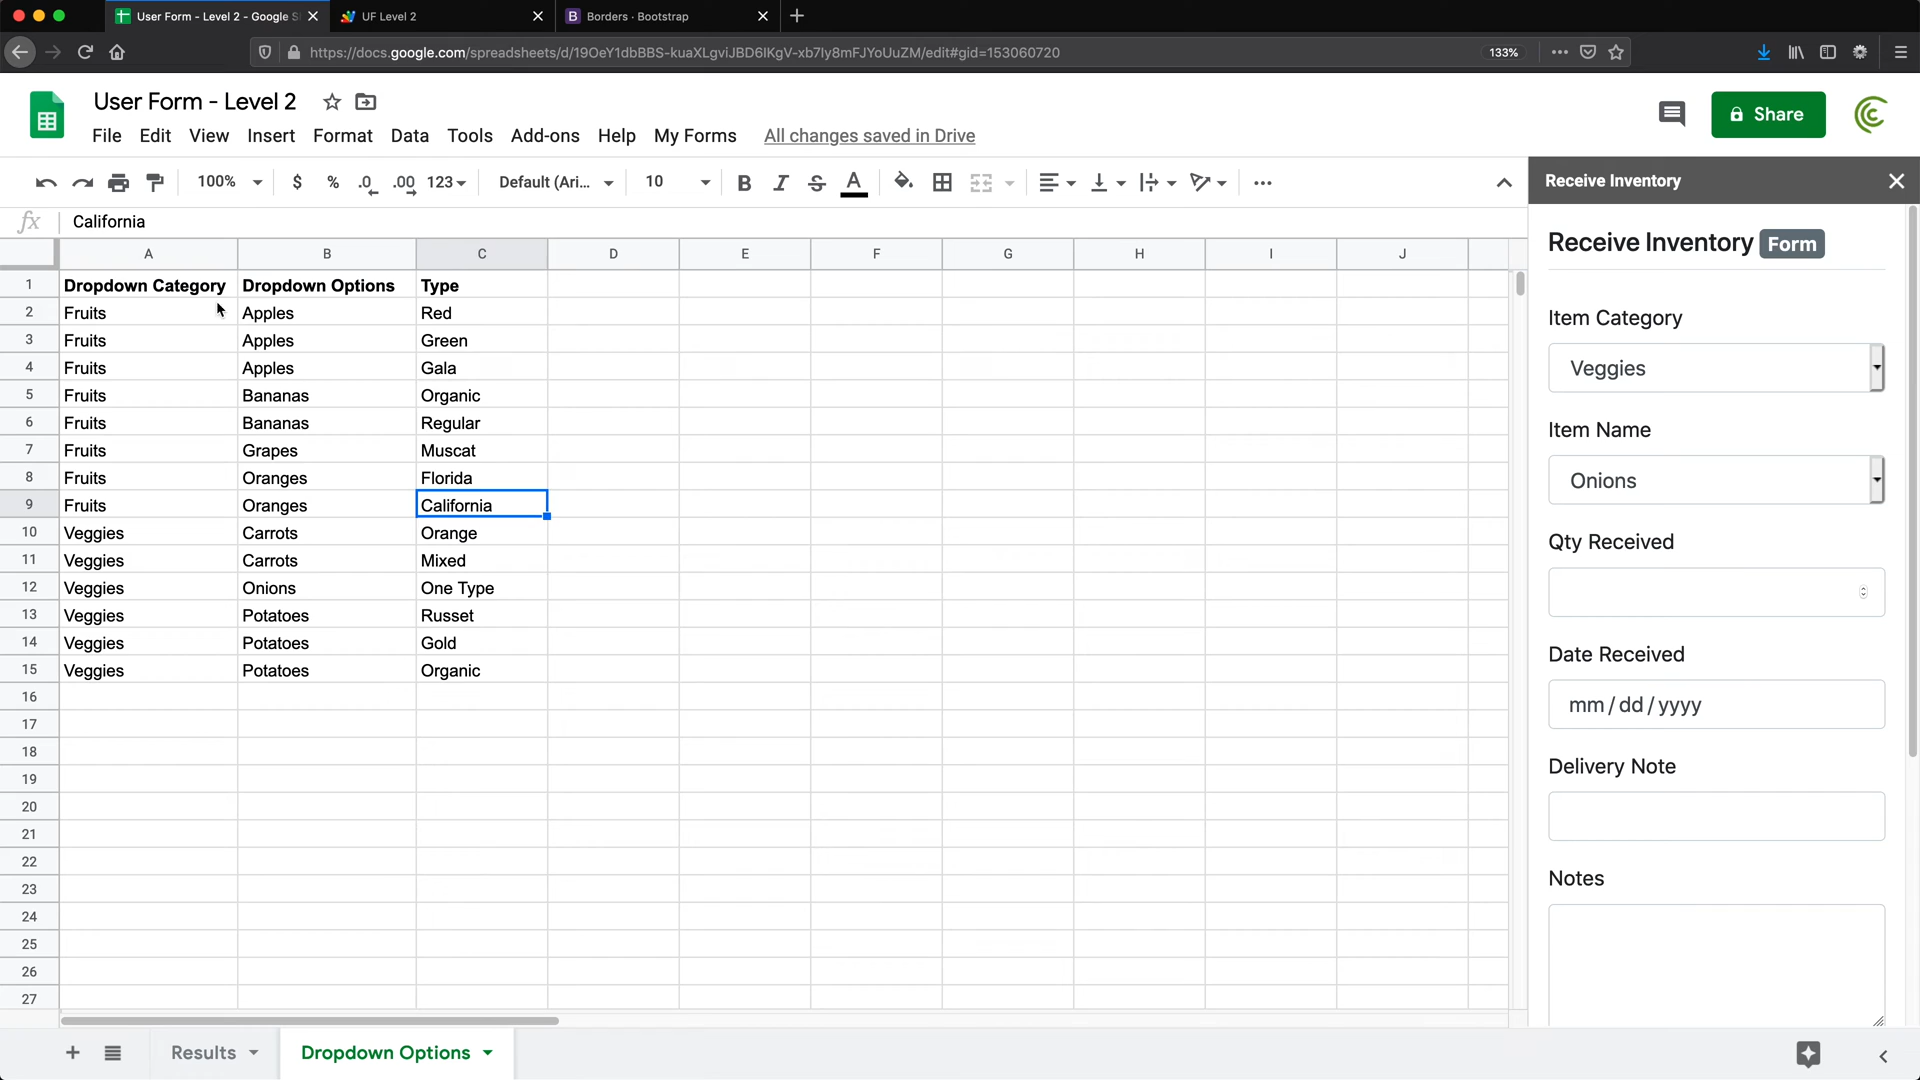 User Form - Level 2 - Google S
UF Level 2
Borders · Bootstrap
https://docs.google.com/spreadsheets/d/19OeY1dbBBS-kuaXLgviJBD6IKgV-xb7Iy8mFJYoUuZM/edit#gid=153060720
133%
User Form - Level 2
File Edit View Insert Format Data Tools Add-ons Help My Forms All changes saved in Drive
Share
100% $ % .0 .00 123 Default (Ari... 10 B I S A
fx California
A B C D E F G H I J
1 Dropdown Category Dropdown Options Type
2 Fruits Apples Red
3 Fruits Apples Green
4 Fruits Apples Gala
5 Fruits Bananas Organic
6 Fruits Bananas Regular
7 Fruits Grapes Muscat
8 Fruits Oranges Florida
9 Fruits Oranges California
10 Veggies Carrots Orange
11 Veggies Carrots Mixed
12 Veggies Onions One Type
13 Veggies Potatoes Russet
14 Veggies Potatoes Gold
15 Veggies Potatoes Organic
16
17
18
19
20
21
22
23
24
25
26
27
Results Dropdown Options
Receive Inventory
Receive Inventory Form
Item Category
Veggies
Item Name
Onions
Qty Received
Date Received
mm / dd / yyyy
Delivery Note
Notes